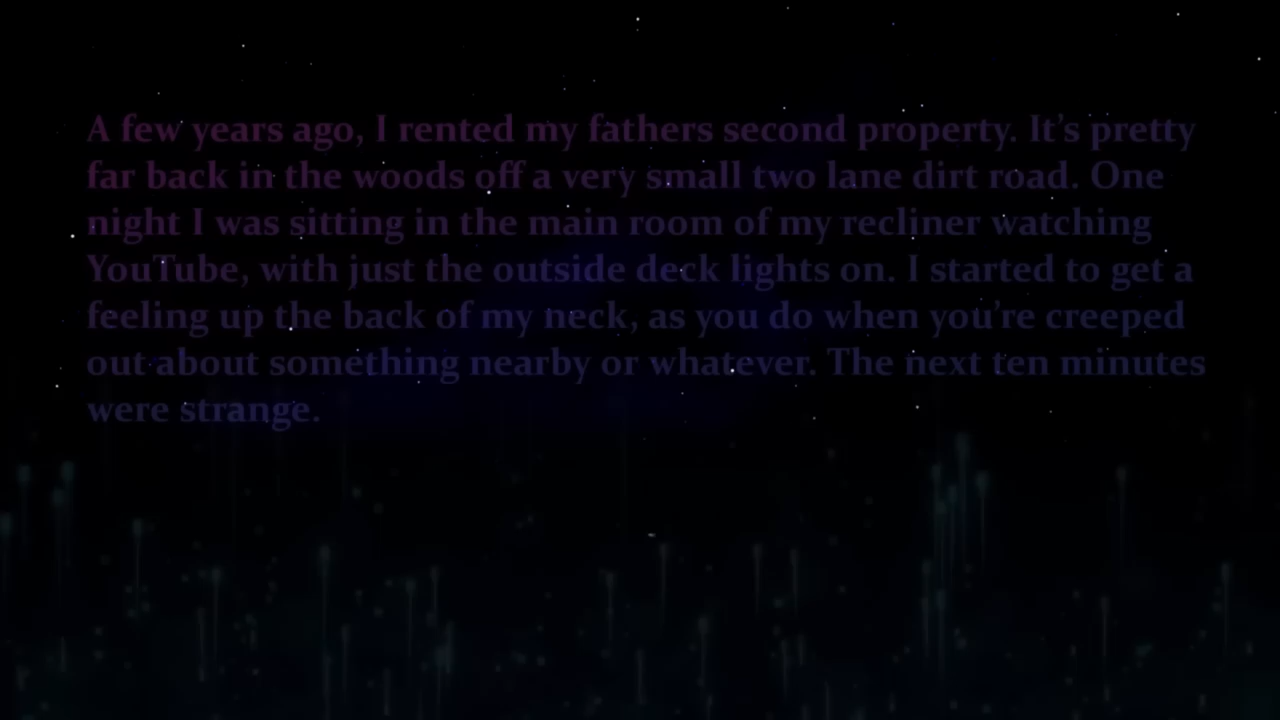 A few years ago, I rented my fathers second property. It’s pretty
far back in the woods off a very small two lane dirt road. One
night I was sitting in the main room of my recliner watching
YouTube, with just the outside deck lights on. I started to get a
feeling up the back of my neck, as you do when you’re creeped
out about something nearby or whatever. The next ten minutes
were strange.